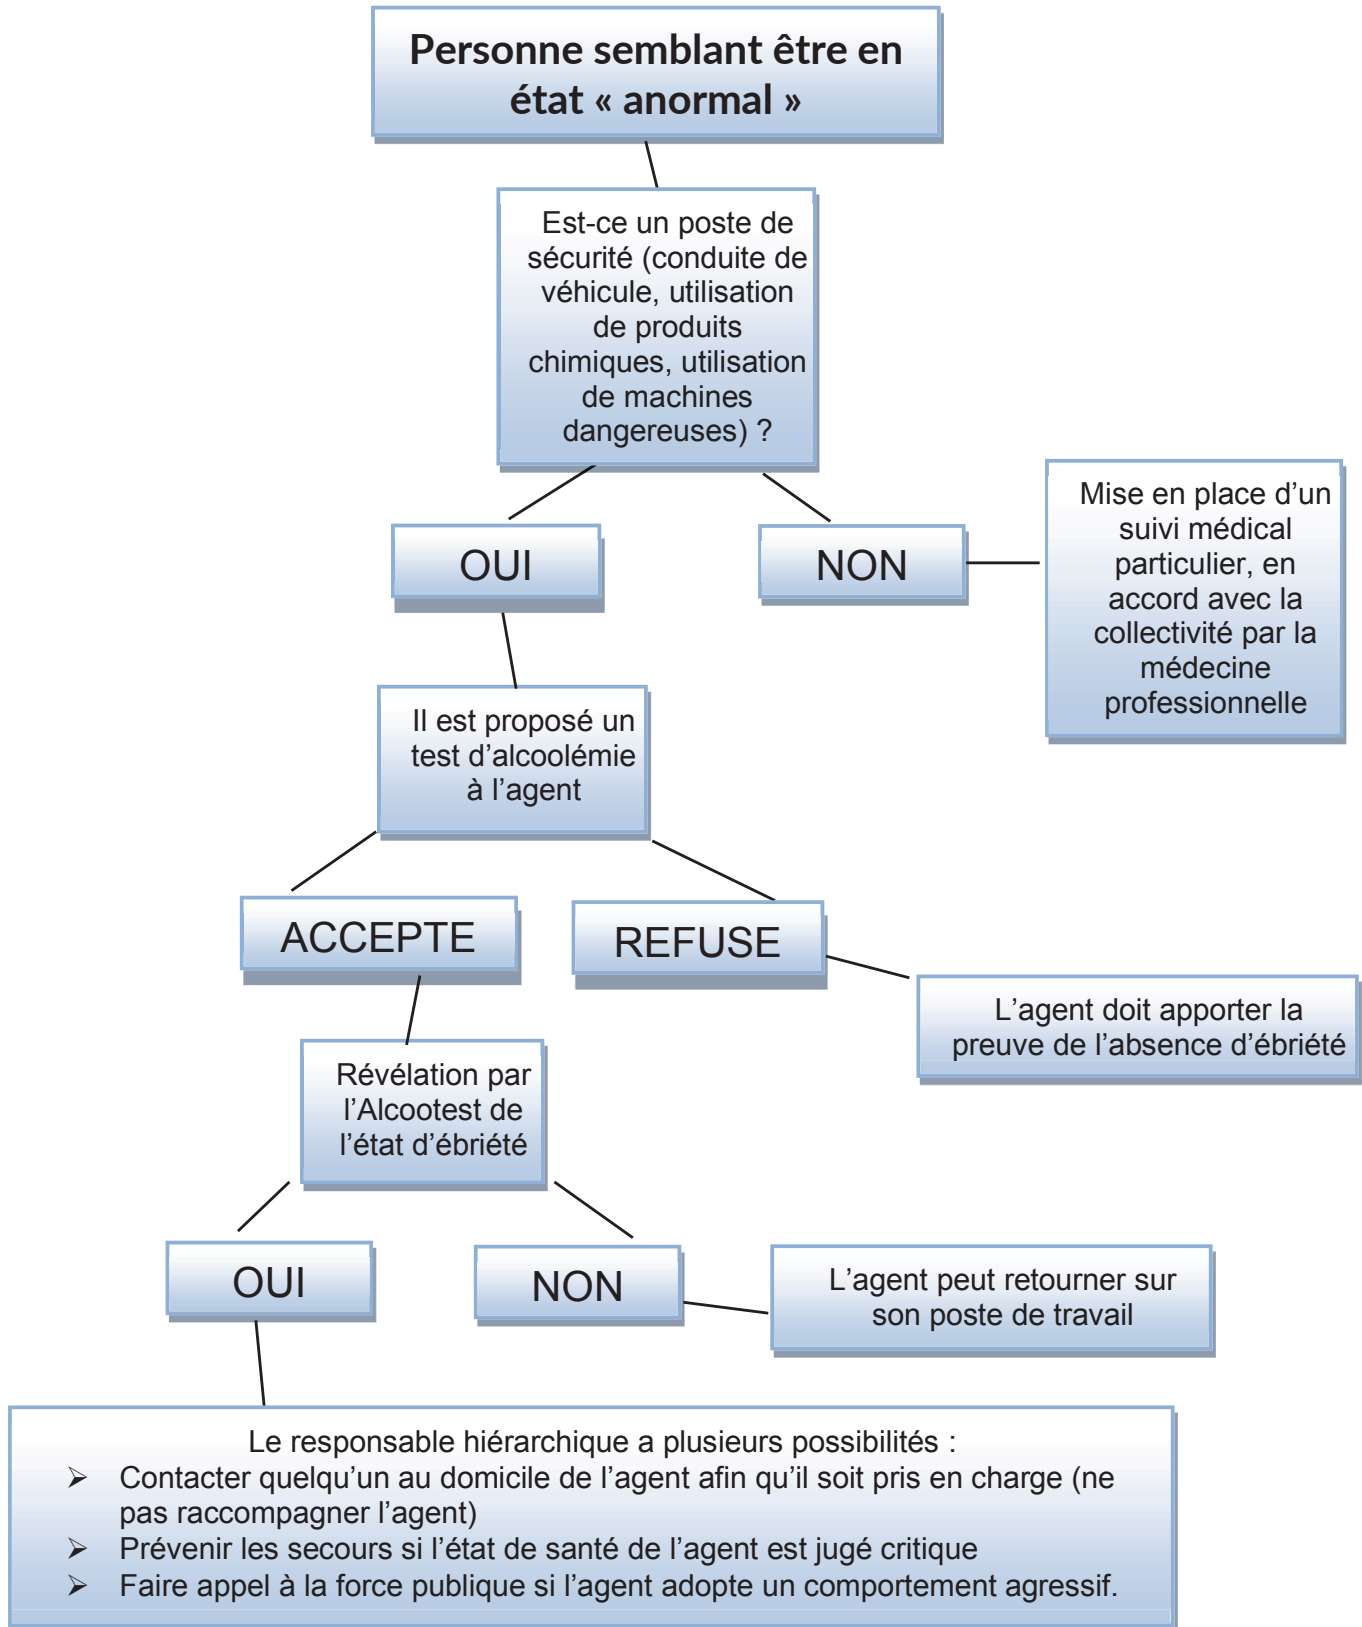 Personne semblant être en
état « anormal »
Est-ce un poste de
sécurité (conduite de
véhicule, utilisation
de produits
chimiques, utilisation
de machines
dangereuses) ?
OUI
NON
Mise en place d’un
suivi médical
particulier, en
accord avec la
collectivité par la
médecine
professionnelle
Il est proposé un
test d’alcoolémie
à l’agent
ACCEPTE
REFUSE
L’agent doit apporter la
preuve de l’absence d’ébriété
Révélation par
l’Alcootest de
l’état d’ébriété
OUI
NON
L’agent peut retourner sur
son poste de travail
Le responsable hiérarchique a plusieurs possibilités :
➢ Contacter quelqu’un au domicile de l’agent afin qu’il soit pris en charge (ne
pas raccompagner l’agent)
➢ Prévenir les secours si l’état de santé de l’agent est jugé critique
➢ Faire appel à la force publique si l’agent adopte un comportement agressif.